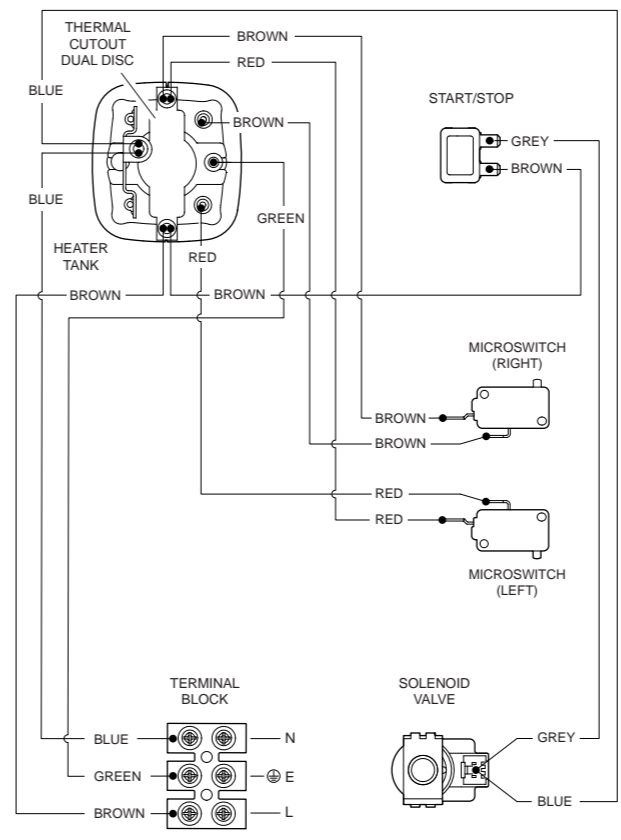 THERMAL
CUTOUT
DUAL DISC
BROWN
RED
BLUE
START/STOP
BROWN
GREY
BROWN
BLUE
GREEN
HEATER
TANK
RED
BROWN
BROWN
MICROSWITCH
(RIGHT)
BROWN
BROWN
RED
RED
MICROSWITCH
(LEFT)
TERMINAL
BLOCK
SOLENOID
VALVE
BLUE
N
GREY
GREEN
E
BLUE
BROWN
L